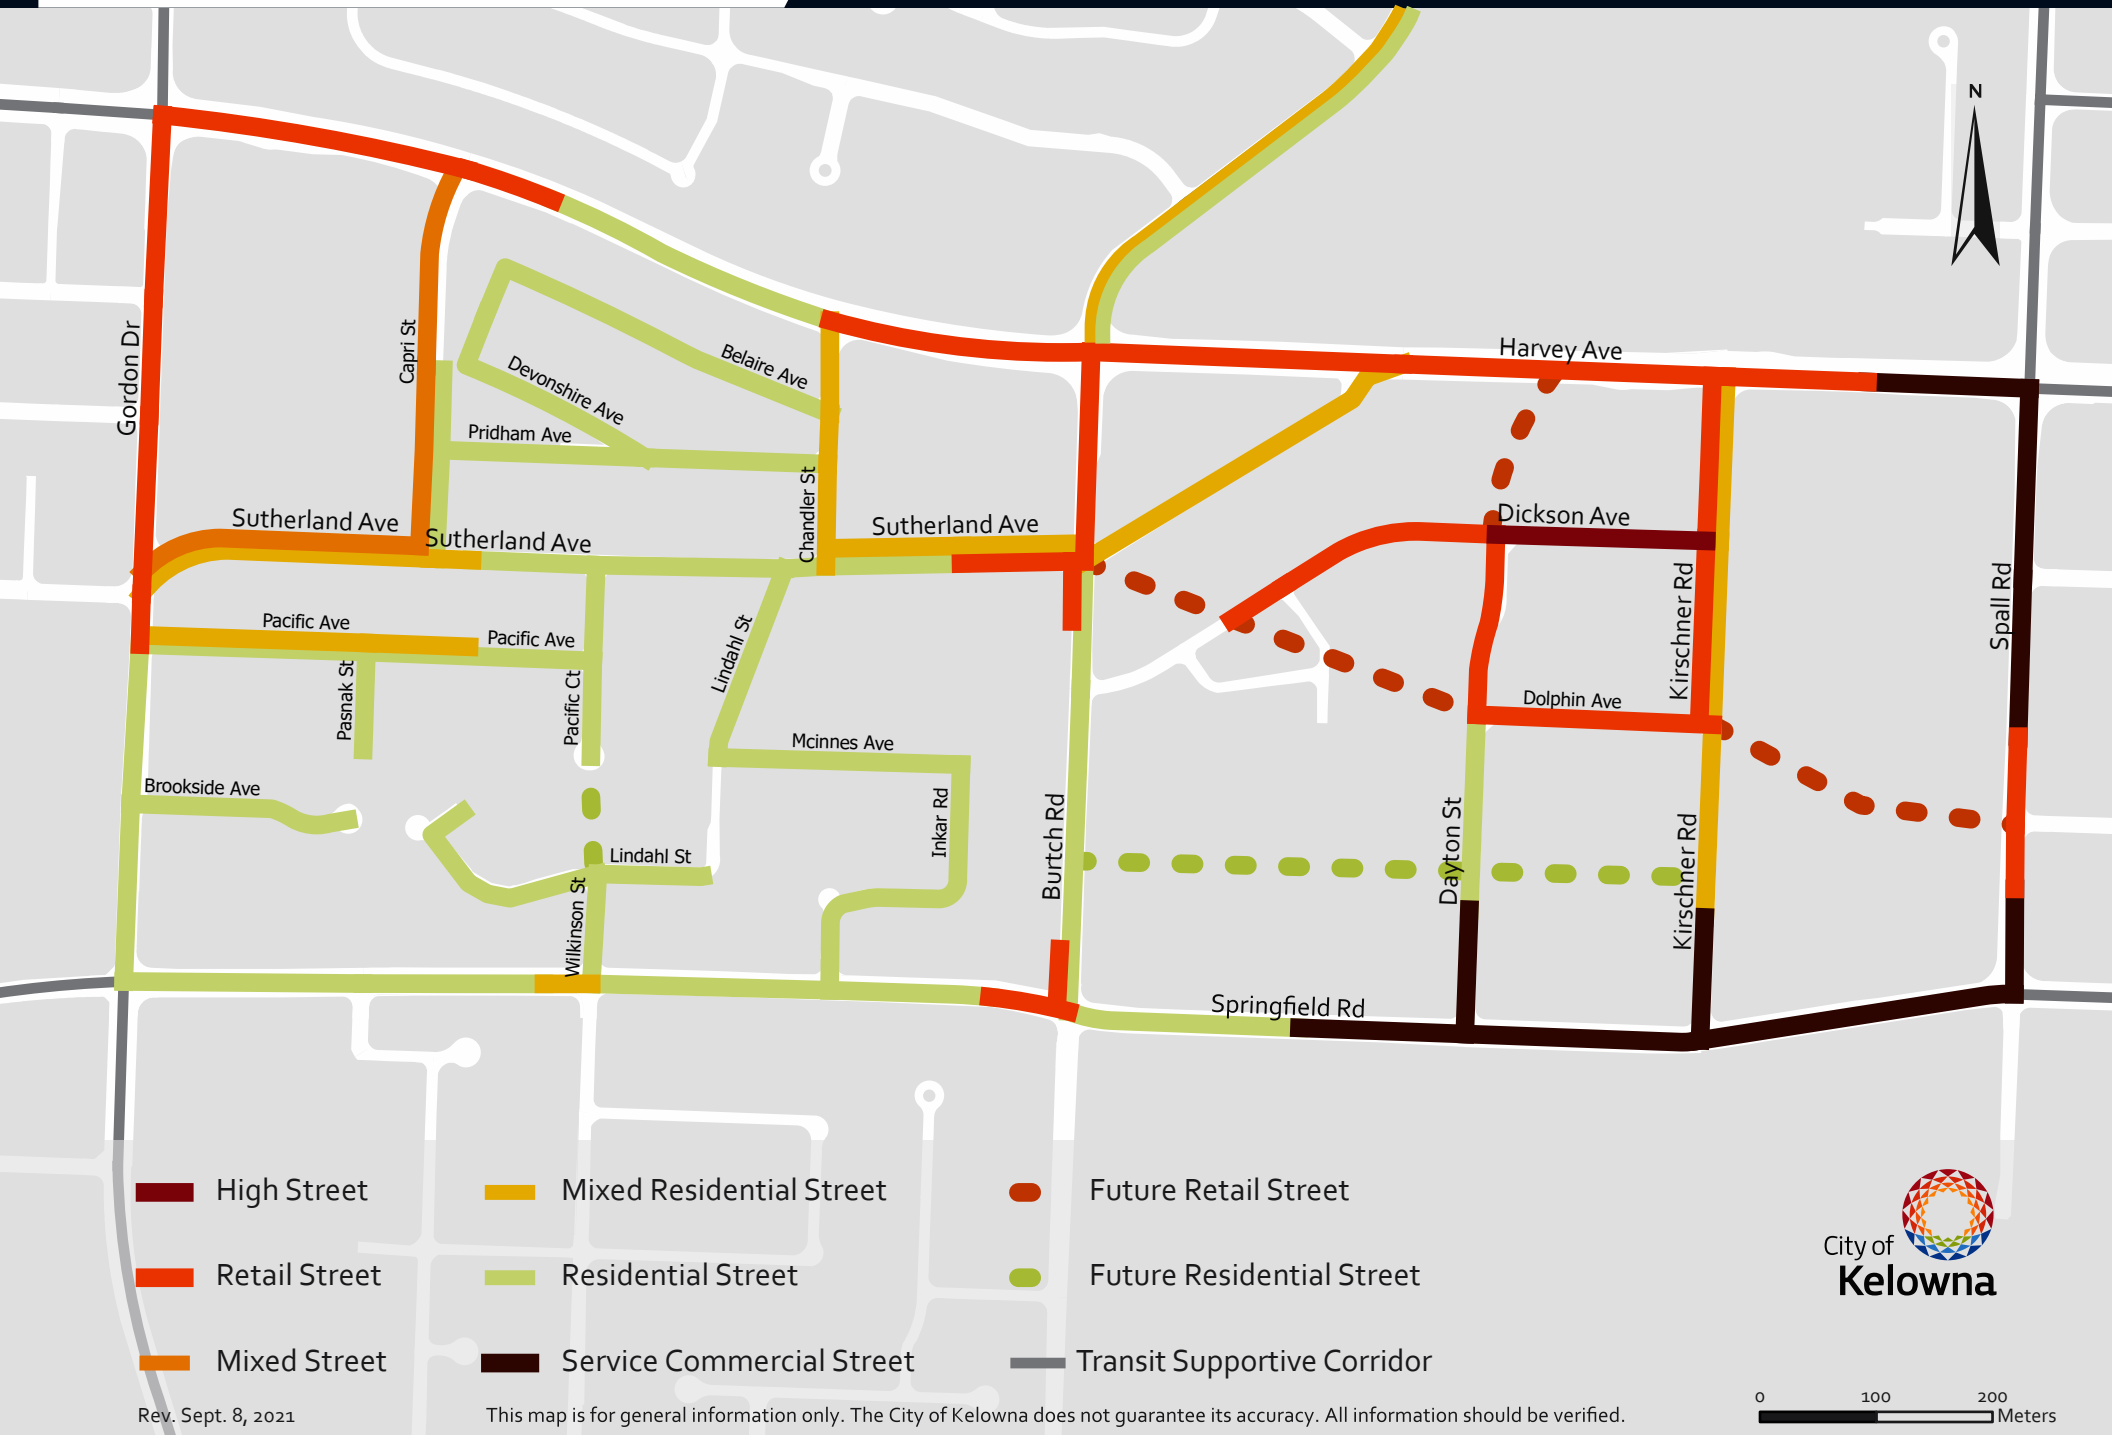 N
Harvey Ave
Gordon Dr
Capri St
Belaire Ave
Devonshire Ave
Pridham Ave
Chandler St
Sutherland Ave
Sutherland Ave
Sutherland Ave
Dickson Ave
Kirschner Rd
Spall Rd
Pacific Ave
Pacific Ave
Pasnak St
Pacific Ct
Lindahl St
Dolphin Ave
Mcinnes Ave
Brookside Ave
Inkar Rd
Burtch Rd
Dayton St
Kirschner Rd
Lindahl St
Wilkinson St
Springfield Rd
High Street
Mixed Residential Street
Future Retail Street
Retail Street
Residential Street
Future Residential Street
Mixed Street
Service Commercial Street
Transit Supportive Corridor
City of
Kelowna
Rev. Sept. 8, 2021
This map is for general information only. The City of Kelowna does not guarantee its accuracy. All information should be verified.
0 100 200
Meters